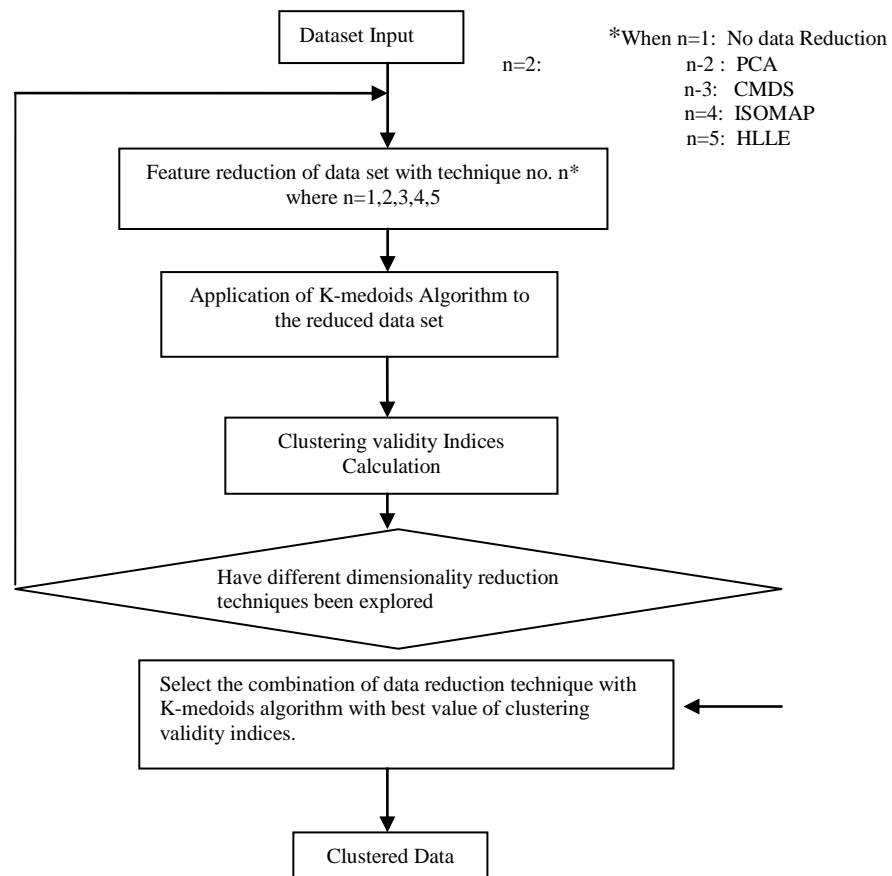 Dataset Input
*When n=1: No data Reduction
n=2:
n-2 : PCA
n-3: CMDS
n=4: ISOMAP
n=5: HLLE
Feature reduction of data set with technique no. n*
where n=1,2,3,4,5
Application of K-medoids Algorithm to
the reduced data set
Clustering validity Indices
Calculation
Have different dimensionality reduction
techniques been explored
Select the combination of data reduction technique with
K-medoids algorithm with best value of clustering
validity indices.
Clustered Data